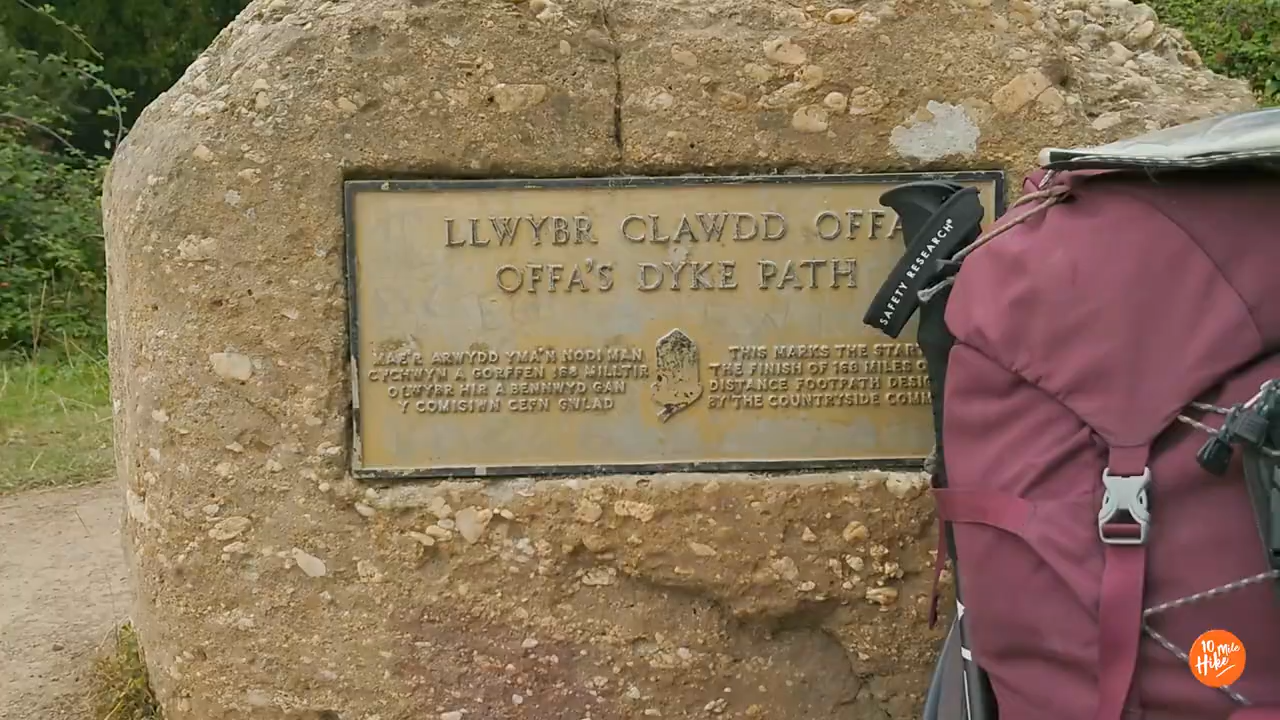 LLWYBR CLAWDD OFFA
OFFA'S DYKE PATH
MAE'R ARWYDD YMA'N NODI MAN
CYCHWYN A GORFFEN 168 MILLTIR
O LWYBR HIR A BENNWYD GAN
Y COMISIWN CEFN GWLAD
THIS MARKS THE START
THE FINISH OF 168 MILES O
DISTANCE FOOTPATH DESIG
BY THE COUNTRYSIDE COMM
SAFETY RESEARCH®
10 Mile
Hike